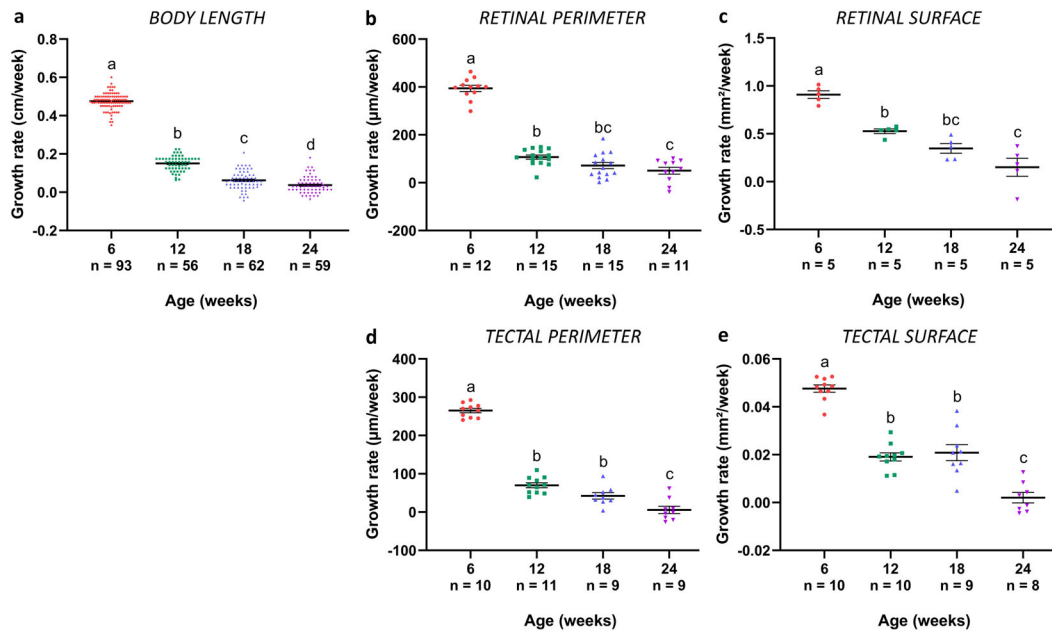 a
BODY LENGTH
Growth rate (cm/week)
0.8
0.6
0.4
0.2
0.0
-0.2
a
b
c
d
6
12
18
24
n = 93
n = 56
n = 62
n = 59
Age (weeks)
b
RETINAL PERIMETER
Growth rate (µm/week)
600
400
200
0
-200
a
b
bc
c
6
12
18
24
n = 12
n = 15
n = 15
n = 11
Age (weeks)
c
RETINAL SURFACE
Growth rate (mm²/week)
1.5
1.0
0.5
0.0
-0.5
a
b
bc
c
6
12
18
24
n = 5
n = 5
n = 5
n = 5
Age (weeks)
d
TECTAL PERIMETER
Growth rate (µm/week)
400
300
200
100
0
-100
a
b
b
c
6
12
18
24
n = 10
n = 11
n = 9
n = 9
Age (weeks)
e
TECTAL SURFACE
Growth rate (mm²/week)
0.06
0.04
0.02
0.00
-0.02
a
b
b
c
6
12
18
24
n = 10
n = 10
n = 9
n = 8
Age (weeks)